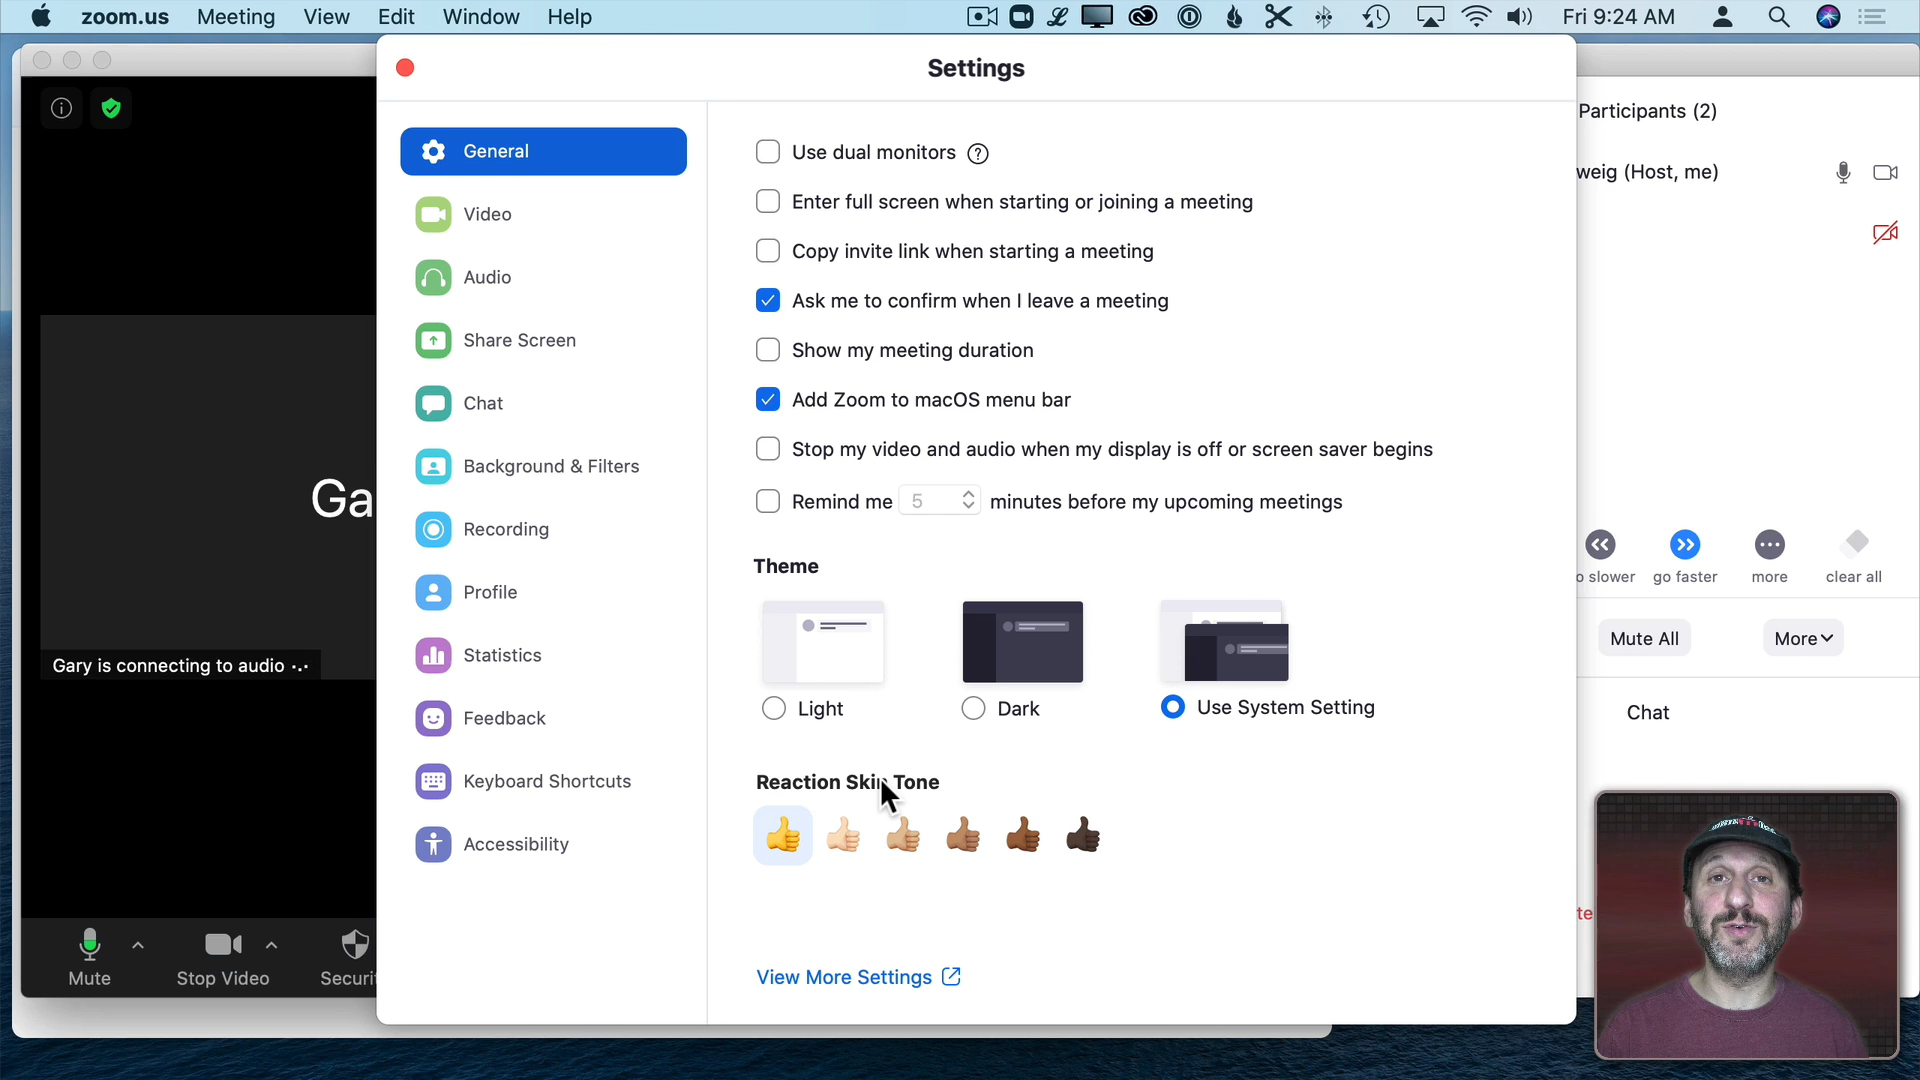 zoom.us Meeting View Edit Window Help
Fri 9:24 AM
Settings
General
Video
Audio
Share Screen
Chat
Background & Filters
Recording
Profile
Statistics
Feedback
Keyboard Shortcuts
Accessibility
Use dual monitors ?
Enter full screen when starting or joining a meeting
Copy invite link when starting a meeting
Ask me to confirm when I leave a meeting
Show my meeting duration
Add Zoom to macOS menu bar
Stop my video and audio when my display is off or screen saver begins
Remind me 5 minutes before my upcoming meetings
Theme
Light
Dark
Use System Setting
Reaction Skin Tone
View More Settings
Ga
Gary is connecting to audio
Mute
Stop Video
Securit
Participants (2)
weig (Host, me)
o slower
go faster
more
clear all
Mute All
More
Chat
te